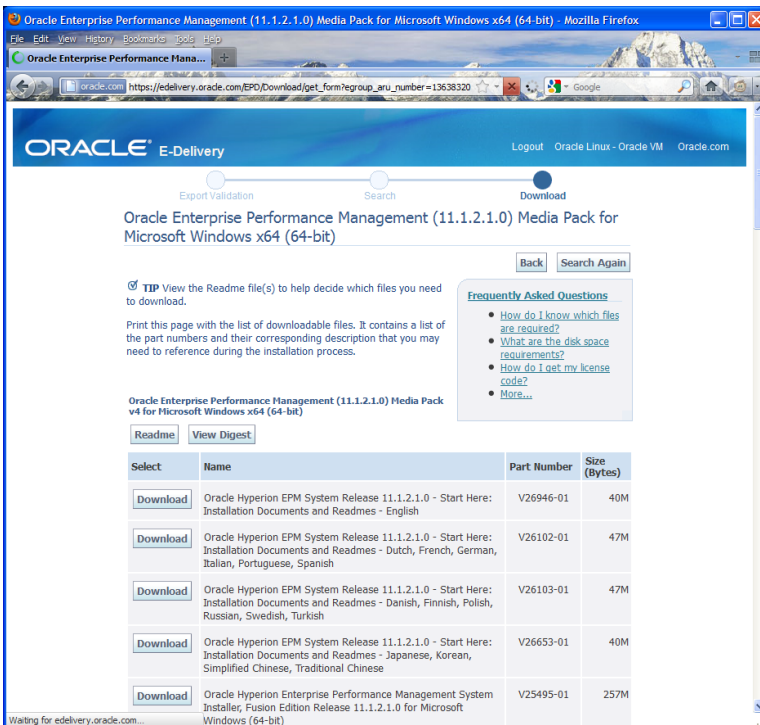 Oracle Enterprise Performance Management (11.1.2.1.0) Media Pack for Microsoft Windows x64 (64-bit) - Mozilla Firefox
File Edit View History Bookmarks Tools Help
Oracle Enterprise Performance Mana...
oracle.com https://edelivery.oracle.com/EPD/Download/get_form?egroup_aru_number=13638320
Google
ORACLE® E-Delivery
Logout Oracle Linux - Oracle VM Oracle.com
Export Validation Search Download
Oracle Enterprise Performance Management (11.1.2.1.0) Media Pack for
Microsoft Windows x64 (64-bit)
Back Search Again
TIP View the Readme file(s) to help decide which files you need
to download.
Print this page with the list of downloadable files. It contains a list of
the part numbers and their corresponding description that you may
need to reference during the installation process.
Frequently Asked Questions
How do I know which files
are required?
What are the disk space
requirements?
How do I get my license
code?
More...
Oracle Enterprise Performance Management (11.1.2.1.0) Media Pack
v4 for Microsoft Windows x64 (64-bit)
Readme View Digest
Select Name Part Number Size
(Bytes)
Download Oracle Hyperion EPM System Release 11.1.2.1.0 - Start Here: V26946-01 40M
Installation Documents and Readmes - English
Download Oracle Hyperion EPM System Release 11.1.2.1.0 - Start Here: V26102-01 47M
Installation Documents and Readmes - Dutch, French, German,
Italian, Portuguese, Spanish
Download Oracle Hyperion EPM System Release 11.1.2.1.0 - Start Here: V26103-01 47M
Installation Documents and Readmes - Danish, Finnish, Polish,
Russian, Swedish, Turkish
Download Oracle Hyperion EPM System Release 11.1.2.1.0 - Start Here: V26653-01 40M
Installation Documents and Readmes - Japanese, Korean,
Simplified Chinese, Traditional Chinese
Download Oracle Hyperion Enterprise Performance Management System V25495-01 257M
Installer, Fusion Edition Release 11.1.2.1.0 for Microsoft
Windows (64-bit)
Waiting for edelivery.oracle.com...